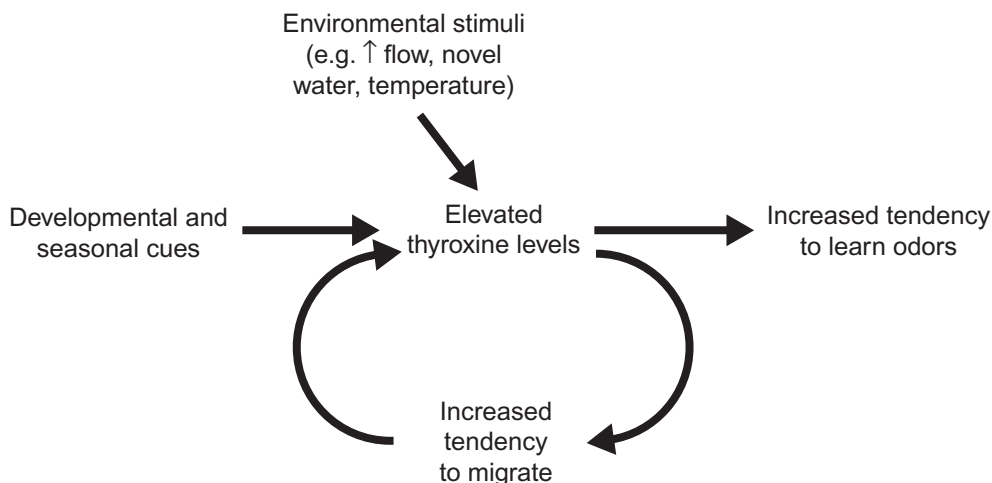 Environmental stimuli
(e.g. ↑ flow, novel
water, temperature)
Developmental and
seasonal cues
Elevated
thyroxine levels
Increased tendency
to learn odors
Increased
tendency
to migrate